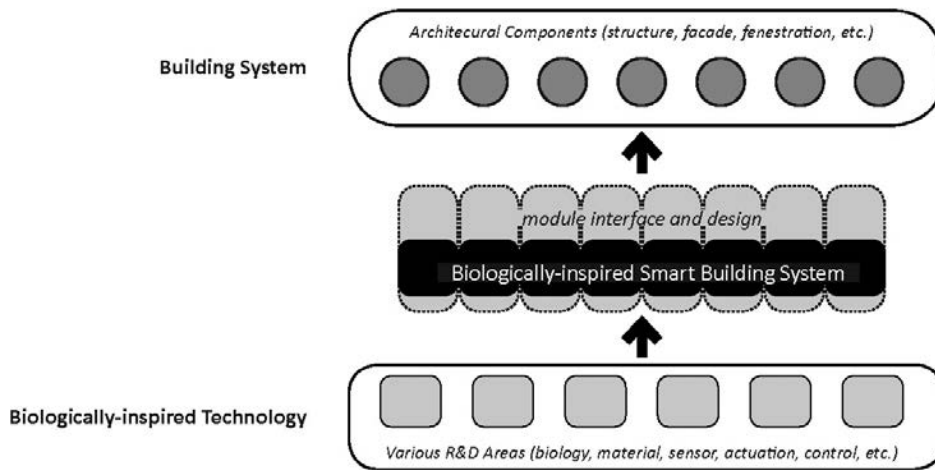 Architecural Components (structure, facade, fenestration, etc.)
Building System
module interface and design
Biologically-inspired Smart Building System
Biologically-inspired Technology
Various R&D Areas (biology, material, sensor, actuation, control, etc.)